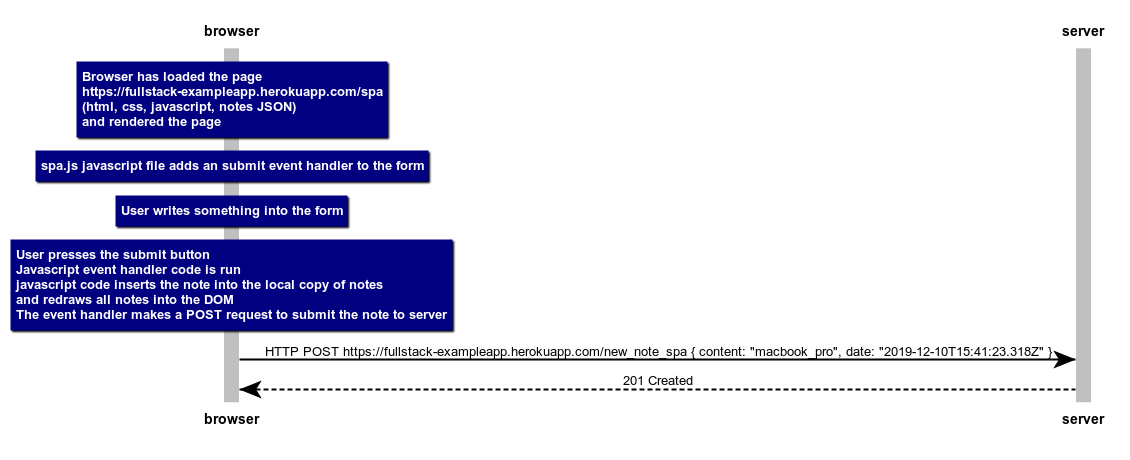 browser
server
Browser has loaded the page
https://fullstack-exampleapp.herokuapp.com/spa
(html, css, javascript, notes JSON)
and rendered the page
spa.js javascript file adds an submit event handler to the form
User writes something into the form
User presses the submit button
Javascript event handler code is run
javascript code inserts the note into the local copy of notes
and redraws all notes into the DOM
The event handler makes a POST request to submit the note to server
HTTP POST https://fullstack-exampleapp.herokuapp.com/new_note_spa { content: "macbook_pro", date: "2019-12-10T15:41:23.318Z" }
201 Created
browser
server